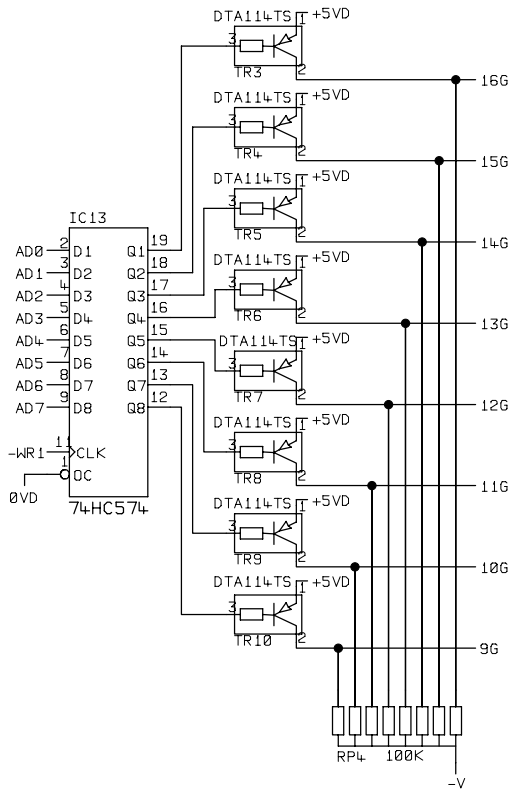 DTA114TS 1 +5VD
3
TR3 2
16G
DTA114TS 1 +5VD
3
TR4 2
15G
DTA114TS 1 +5VD
3
TR5 2
14G
DTA114TS 1 +5VD
3
TR6 2
13G
DTA114TS 1 +5VD
3
TR7 2
12G
DTA114TS 1 +5VD
3
TR8 2
11G
DTA114TS 1 +5VD
3
TR9 2
10G
DTA114TS 1 +5VD
3
TR10 2
9G
IC13
AD0 2 D1 Q1 19
AD1 3 D2 Q2 18
AD2 4 D3 Q3 17
AD3 5 D4 Q4 16
AD4 6 D5 Q5 15
AD5 7 D6 Q6 14
AD6 8 D7 Q7 13
AD7 9 D8 Q8 12
-WR1 11 CLK
1 OC
0VD
74HC574
RP4 100K
-V